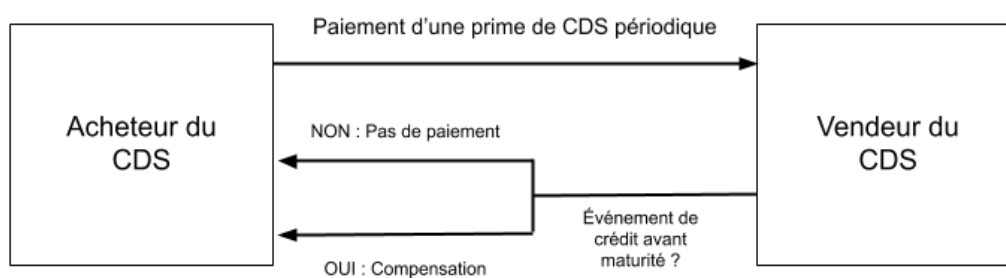 Paiement d'une prime de CDS périodique
Acheteur du
CDS
NON : Pas de paiement
Vendeur du
CDS
Événement de
crédit avant
maturité ?
OUI : Compensation